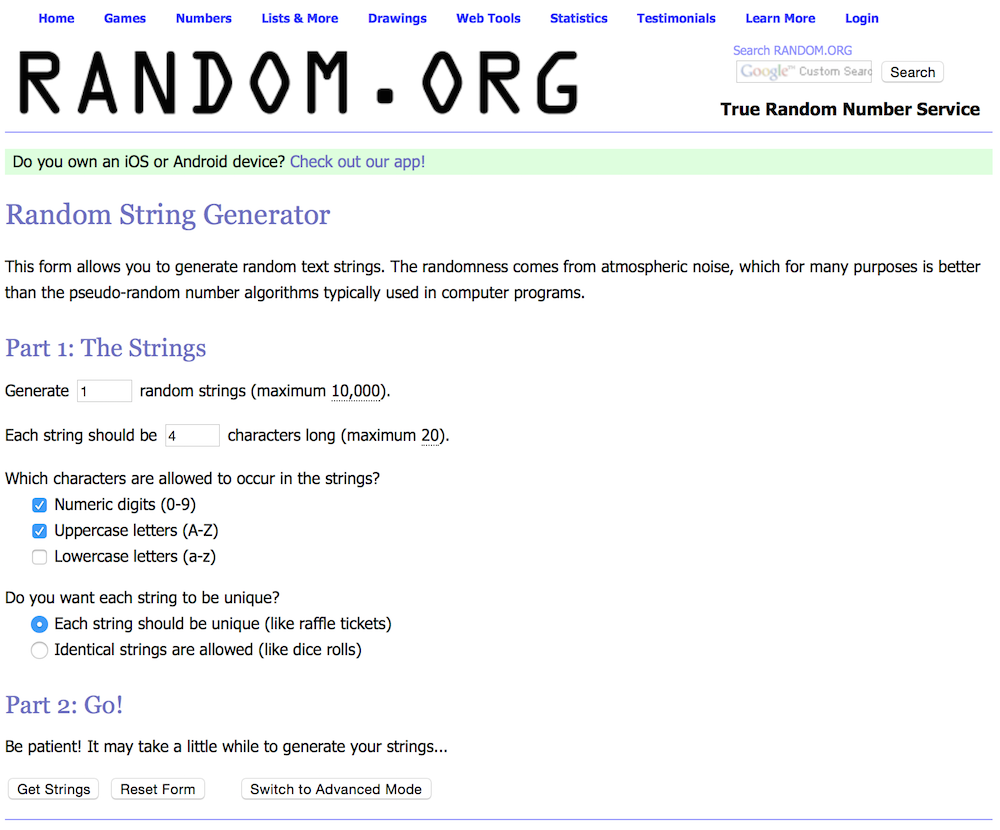 Home Games Numbers Lists & More Drawings Web Tools Statistics Testimonials Learn More Login
RANDOM.ORG
Search RANDOM.ORG
Google™ Custom Searc Search
True Random Number Service
Do you own an iOS or Android device? Check out our app!
Random String Generator
This form allows you to generate random text strings. The randomness comes from atmospheric noise, which for many purposes is better
than the pseudo-random number algorithms typically used in computer programs.
Part 1: The Strings
Generate 1 random strings (maximum 10,000).
Each string should be 4 characters long (maximum 20).
Which characters are allowed to occur in the strings?
Numeric digits (0-9)
Uppercase letters (A-Z)
Lowercase letters (a-z)
Do you want each string to be unique?
Each string should be unique (like raffle tickets)
Identical strings are allowed (like dice rolls)
Part 2: Go!
Be patient! It may take a little while to generate your strings...
Get Strings Reset Form Switch to Advanced Mode